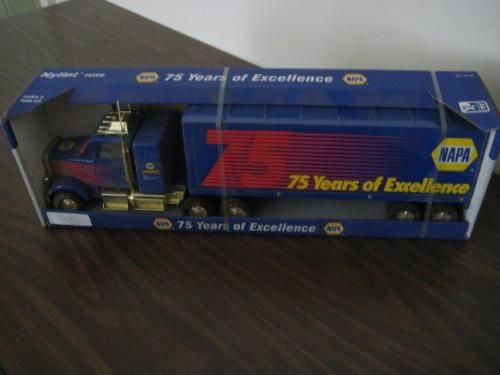 Nylint TOYS
NAPA 75 Years of Excellence NAPA
75
NAPA
75 Years of Excellence
NAPA 75 Years of Excellence NAPA